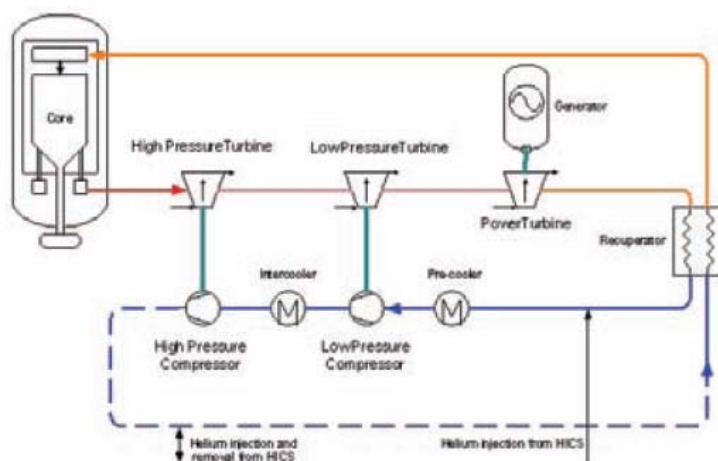 Core
Generator
High PressureTurbine
LowPressureTurbine
PowerTurbine
Recuperator
Intercooler
Pre-cooler
M
M
High Pressure
Compressor
LowPressure
Compressor
Helium injection and
removal from HICS
Helium injection from HICS